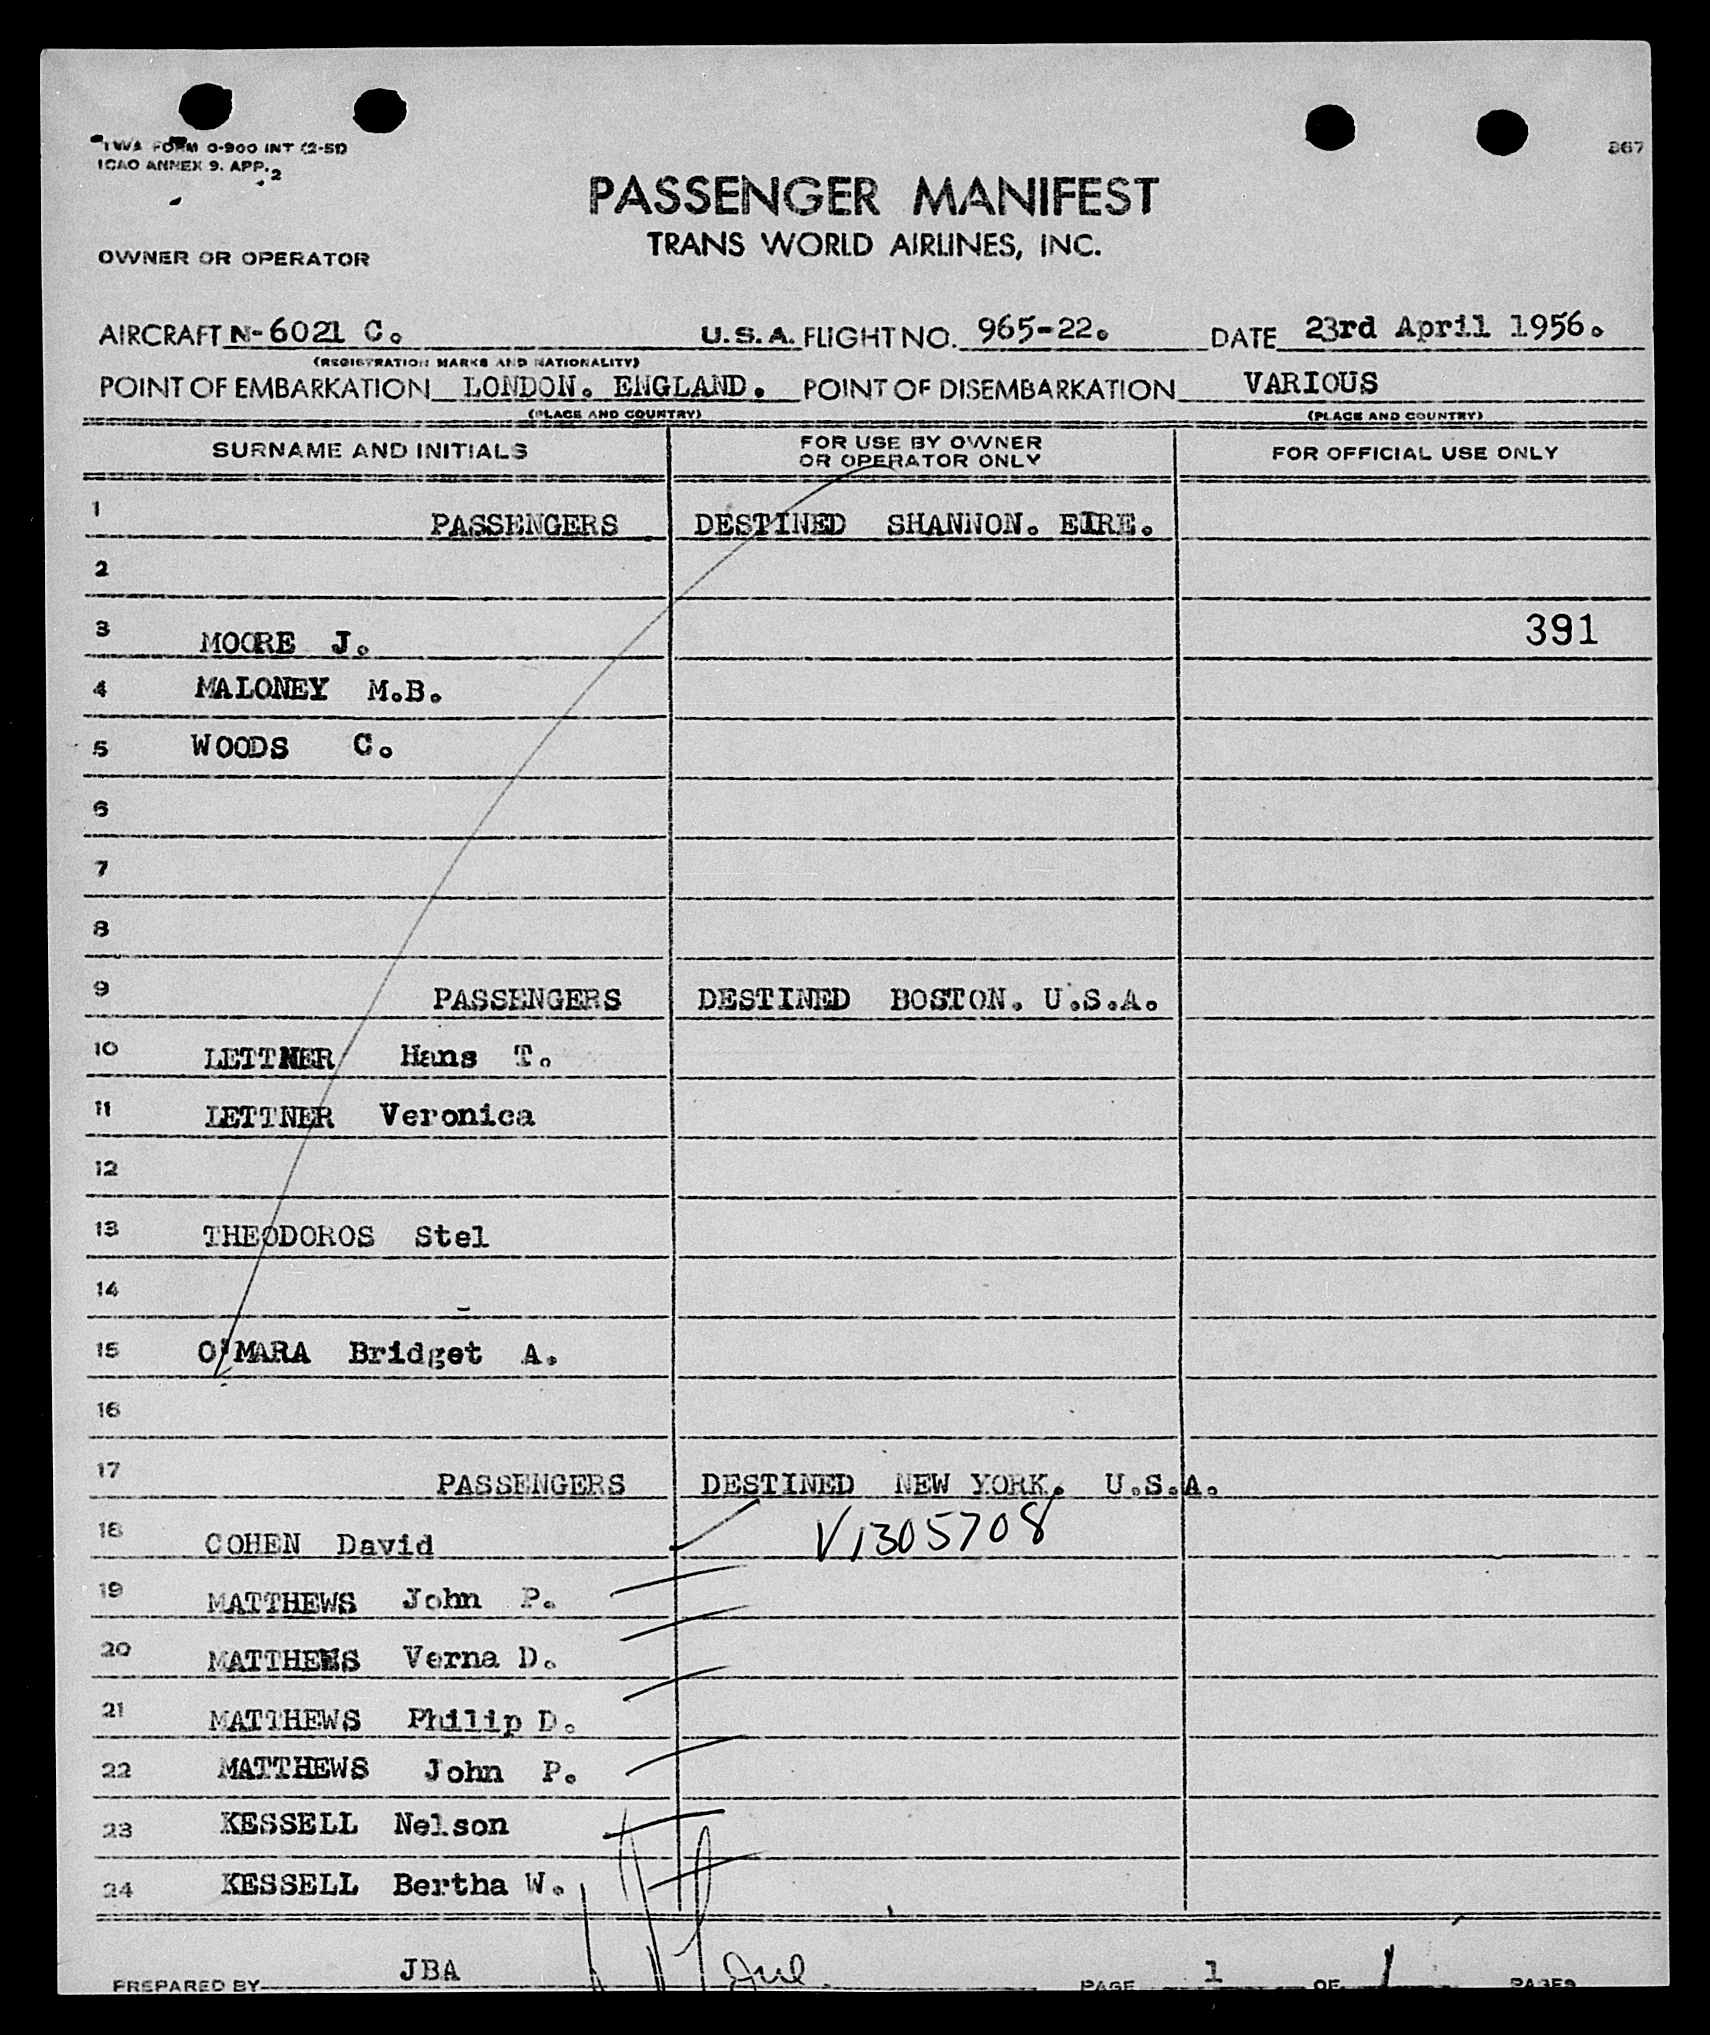 TWA FORM O-900 INT (2-51)
ICAO ANNEX 9. APP. 2
867
PASSENGER MANIFEST
TRANS WORLD AIRLINES, INC.
OWNER OR OPERATOR
AIRCRAFT N-6021 C. U.S.A. FLIGHT NO. 965-22. DATE 23rd April 1956.
(REGISTRATION MARKS AND NATIONALITY)
POINT OF EMBARKATION LONDON. ENGLAND. POINT OF DISEMBARKATION VARIOUS
(PLACE AND COUNTRY) (PLACE AND COUNTRY)
SURNAME AND INITIALS FOR USE BY OWNER OR OPERATOR ONLY FOR OFFICIAL USE ONLY
1 PASSENGERS DESTINED SHANNON. EIRE.
2
3 MOORE J. 391
4 MALONEY M.B.
5 WOODS C.
6
7
8
9 PASSENGERS DESTINED BOSTON. U.S.A.
10 LETTNER Hans T.
11 LETTNER Veronica
12
13 THEODOROS Stel
14
15 O'MARA Bridget A.
16
17 PASSENGERS DESTINED NEW YORK. U.S.A.
18 COHEN David V1305708
19 MATTHEWS John P.
20 MATTHEWS Verna D.
21 MATTHEWS Philip D.
22 MATTHEWS John P.
23 KESSELL Nelson
24 KESSELL Bertha W.
PREPARED BY JBA PAGE 1 OF 1 PAGES